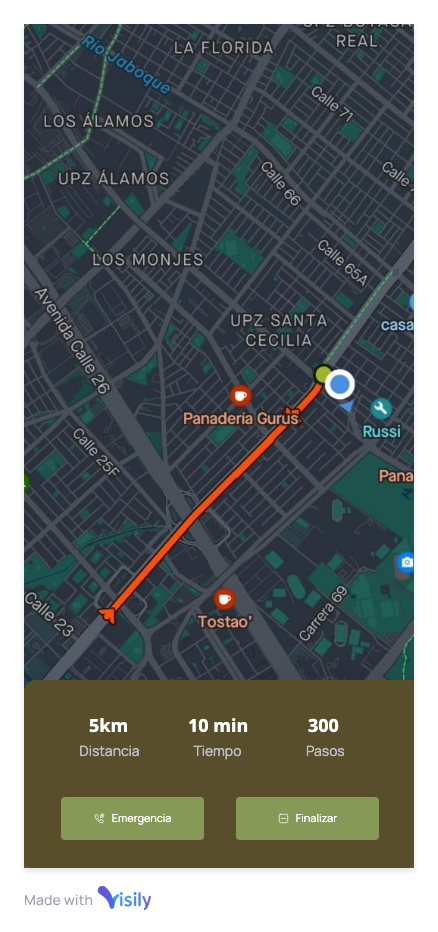 UPZ BOYACA
REAL
LA FLORIDA
Río Jaboque
Calle 71
LOS ÁLAMOS
UPZ ÁLAMOS
Calle 66
Calle
LOS MONJES
Calle 65A
Avenida Calle 26
UPZ SANTA
CECILIA
casa
Panadería Gurús
Russi
Calle 25F
Pana
Calle 23
Tostao'
Carrera 69
5km 10 min 300
Distancia Tiempo Pasos
Emergencia Finalizar
Made with Visily